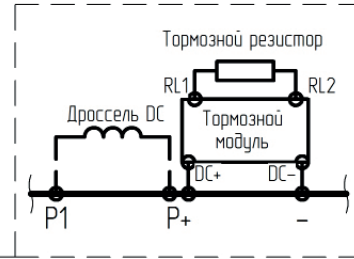 Тормозной резистор
RL1
RL2
Дроссель DC
Тормозной
модуль
DC+
DC-
P1
P+
-